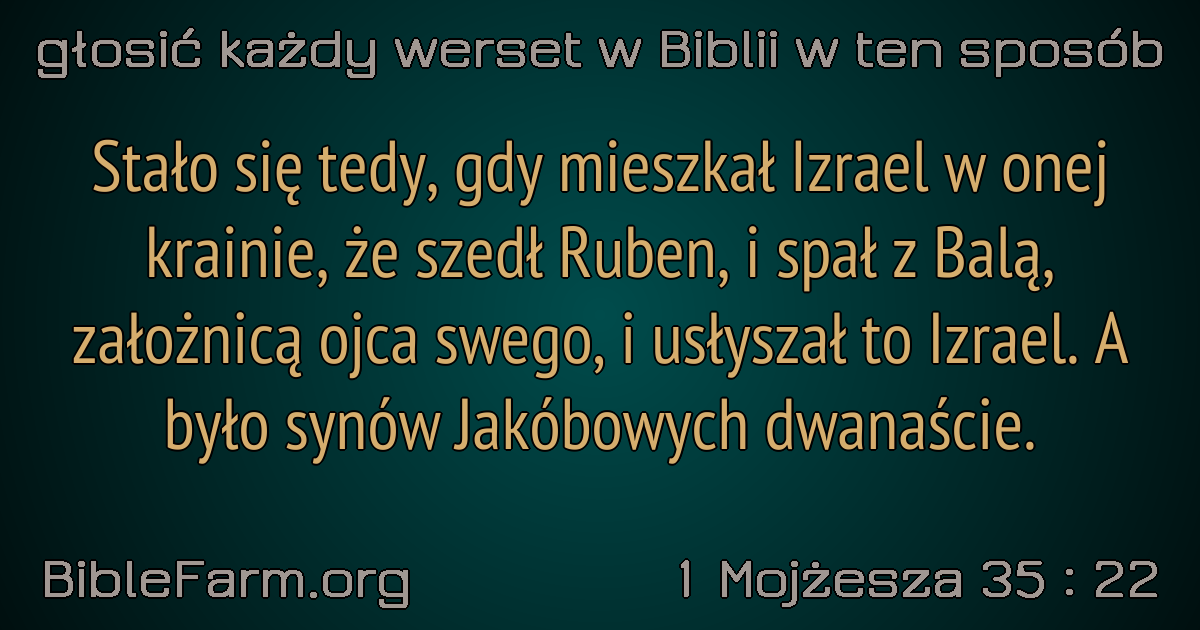 głosić każdy werset w Biblii w ten sposób
Stało się tedy, gdy mieszkał Izrael w onej
krainie, że szedł Ruben, i spał z Balą,
założnicą ojca swego, i usłyszał to Izrael. A
było synów Jakóbowych dwanaście.
BibleFarm.org
1 Mojżesza 35 : 22